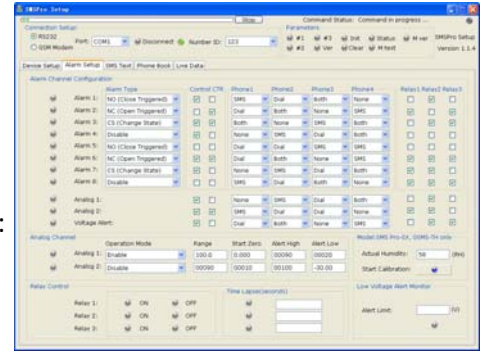 SMSPro Setup
Stop Command Status: Command in progress ...
Connection Setup Parameters
RS232 Port: COM1 Disconnect Number ID: 123 #1 #3 Init Status M ver SMSPro Setup
GSM Modem #2 Ver Clear M text Version 1.1.4
Device Setup Alarm Setup SMS Text Phone Book Live Data
Alarm Channel Configuration
Alarm Type Control CTR Phone1 Phone2 Phone3 Phone4 Relay1 Relay2 Relay3
Alarm 1: NO (Close Triggered) SMS Dial Both None
Alarm 2: NC (Open Triggered) Dial Both None SMS
Alarm 3: CS (Change State) Both None SMS Dial
Alarm 4: Disable None SMS Dial Both
Alarm 5: NO (Close Triggered) SMS Dial Both None
Alarm 6: NC (Open Triggered) Dial Both None SMS
Alarm 7: CS (Change State) None SMS Dial Both
Alarm 8: Disable SMS Dial Both None
Analog 1: None SMS Dial Both
Analog 2: SMS Dial Both None
Voltage Alert: Dial Both None SMS
Analog Channel Model:SMS Pro-DX, GSMS-TH only
Operation Mode Range Start Zero Alert High Alert Low
Analog 1: Enable 100.0 0.000 00090 00020 Actual Humidity: 50 (RH)
Analog 2: Disable 00090 00010 00100 -30.00 Start Calibration:
Relay Control Time Lapse(seconds) Low Voltage Alert Monitor
Relay 1: ON OFF
Relay 2: ON OFF Alert Limit: (V)
Relay 3: ON OFF
: